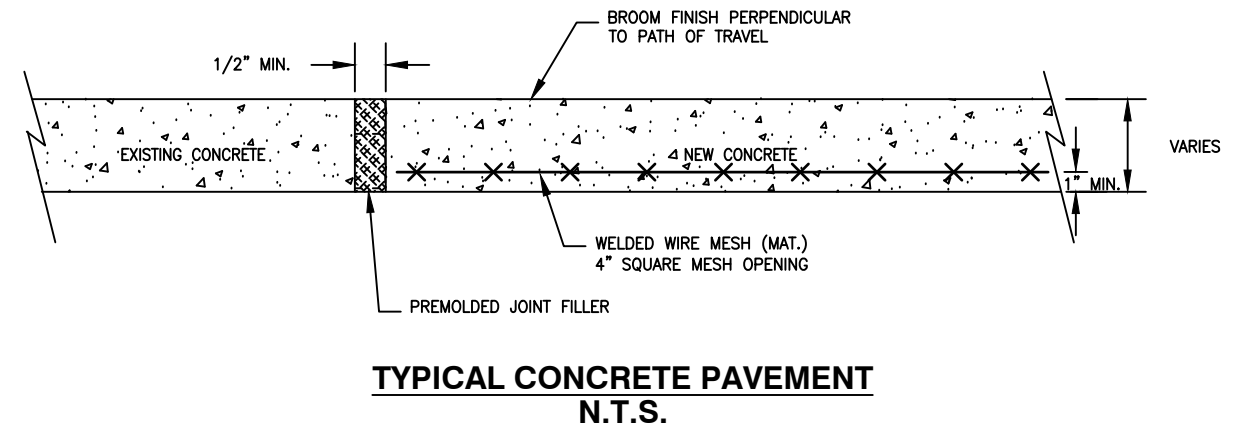 BROOM FINISH PERPENDICULAR
TO PATH OF TRAVEL
1/2" MIN.
EXISTING CONCRETE
NEW CONCRETE
VARIES
1" MIN.
WELDED WIRE MESH (MAT.)
4" SQUARE MESH OPENING
PREMOLDED JOINT FILLER
TYPICAL CONCRETE PAVEMENT
N.T.S.